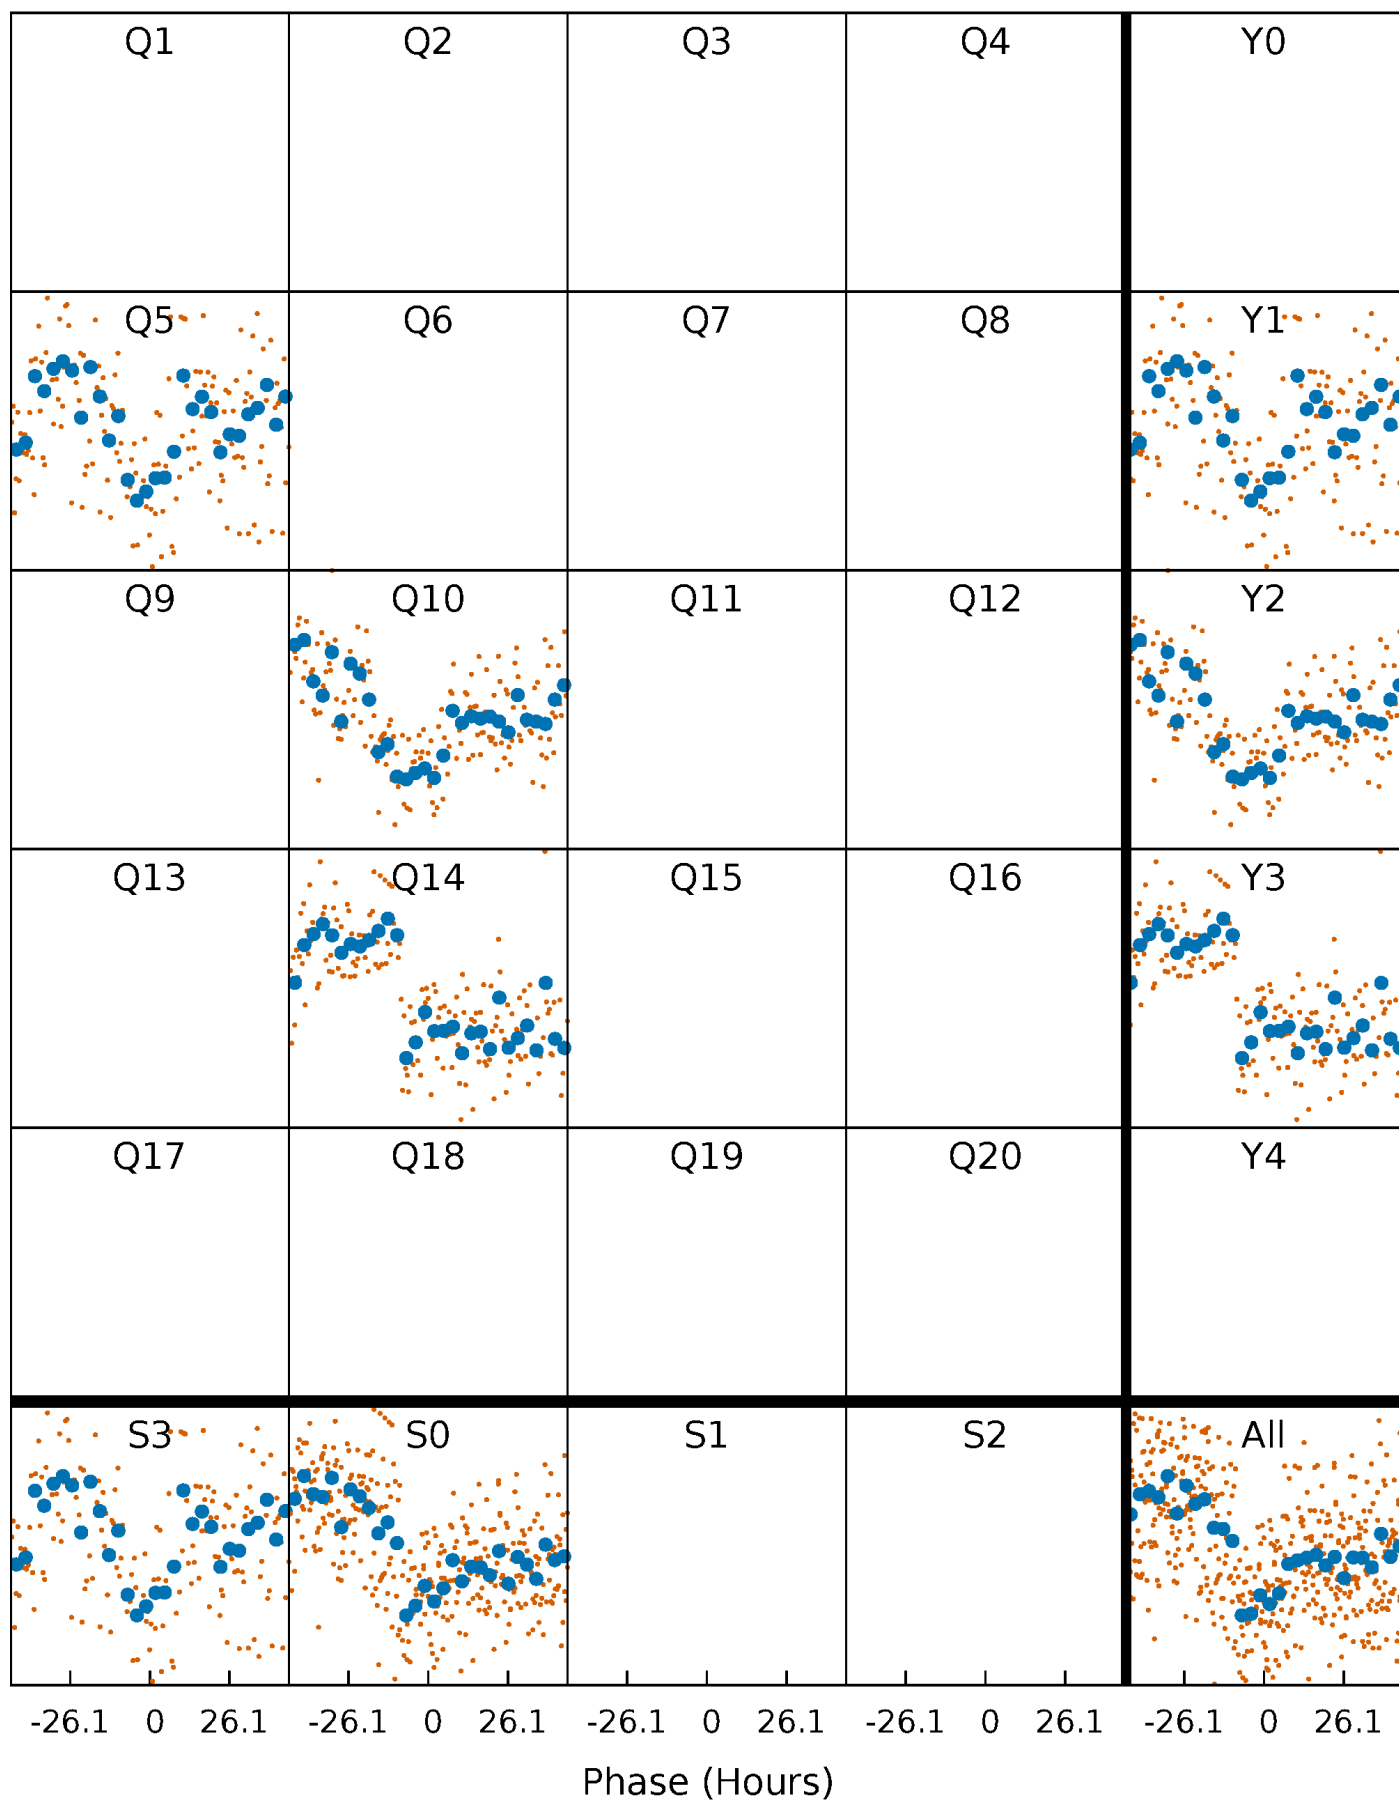 Q1 Q2 Q3 Q4 Y0
Q5 Q6 Q7 Q8 Y1
Q9 Q10 Q11 Q12 Y2
Q13 Q14 Q15 Q16 Y3
Q17 Q18 Q19 Q20 Y4
S3 S0 S1 S2 All
-26.1 0 26.1 -26.1 0 26.1 -26.1 0 26.1 -26.1 0 26.1 -26.1 0 26.1
Phase (Hours)